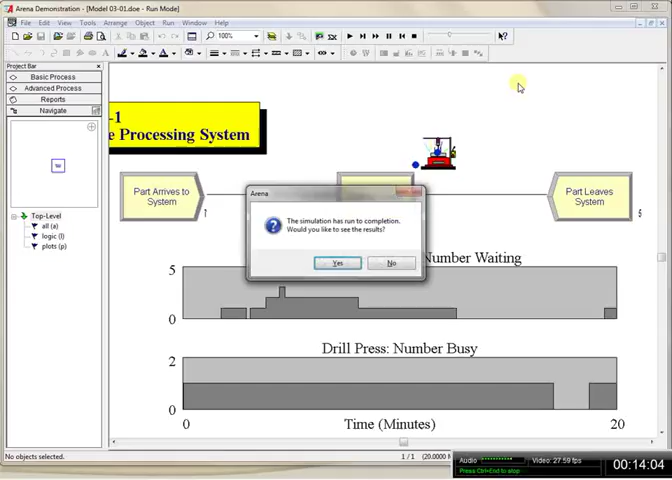 Arena Demonstration - [Model 03-01.doe - Run Mode]
File Edit View Tools Arrange Object Run Window Help
100%
Project Bar
Basic Process
Advanced Process
Reports
Navigate
Top-Level
all (a)
logic (l)
plots (p)
-1
e Processing System
Part Arrives to
System
1
Part Leaves
System
5
Arena
The simulation has run to completion.
Would you like to see the results?
Yes
No
Number Waiting
5
0
Drill Press: Number Busy
2
0
0
Time (Minutes)
20
No objects selected.
1 / 1
(20.0000 M
Audio
Video: 27.59 fps
Press Ctrl+End to stop
00:14:04